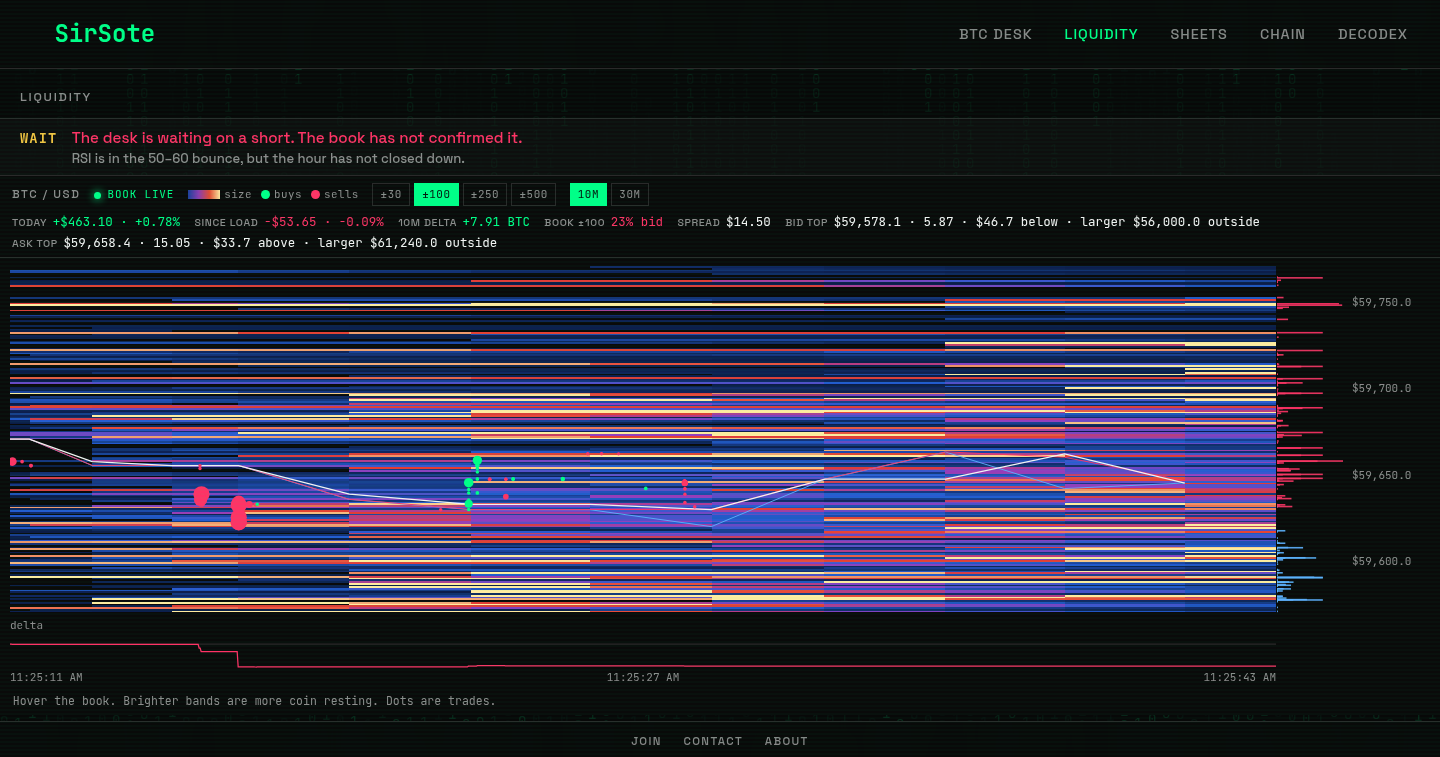 SirSote
BTC DESK LIQUIDITY SHEETS CHAIN DECODEX
LIQUIDITY
WAIT The desk is waiting on a short. The book has not confirmed it.
RSI is in the 50–60 bounce, but the hour has not closed down.
BTC / USD BOOK LIVE size buys sells ±30 ±100 ±250 ±500 10M 30M
TODAY +$463.10 · +0.78% SINCE LOAD -$53.65 · -0.09% 10M DELTA +7.91 BTC BOOK ±100 23% bid SPREAD $14.50 BID TOP $59,578.1 · 5.87 · $46.7 below · larger $56,000.0 outside
ASK TOP $59,658.4 · 15.05 · $33.7 above · larger $61,240.0 outside
$59,750.0
$59,700.0
$59,650.0
$59,600.0
delta
11:25:11 AM 11:25:27 AM 11:25:43 AM
Hover the book. Brighter bands are more coin resting. Dots are trades.
JOIN CONTACT ABOUT